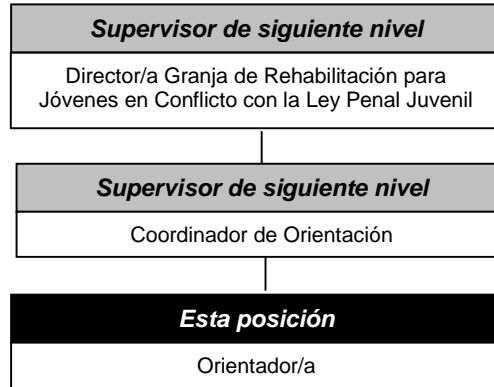 Supervisor de siguiente nivel
Director/a Granja de Rehabilitación para
Jóvenes en Conflicto con la Ley Penal Juvenil
Supervisor de siguiente nivel
Coordinador de Orientación
Esta posición
Orientador/a